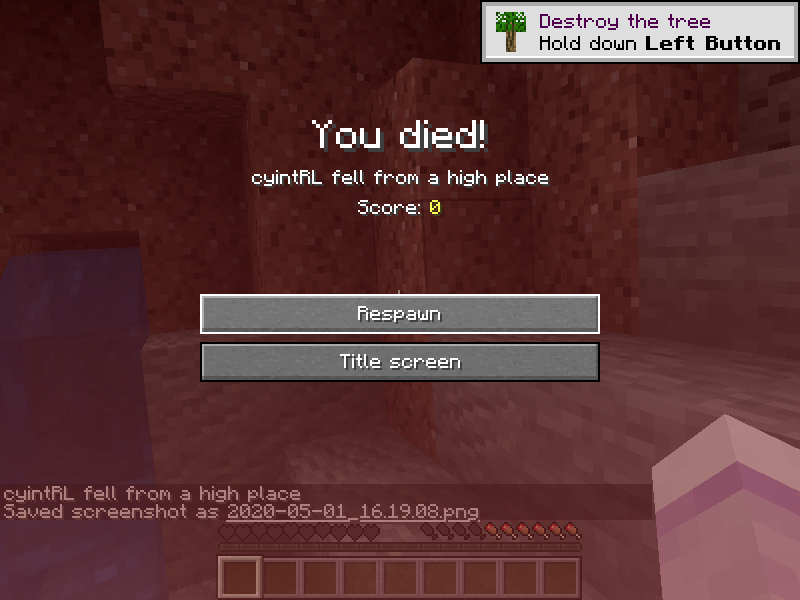 Destroy the tree
Hold down Left Button
You died!
cyintRL fell from a high place
Score: 0
Respawn
Title screen
cyintRL fell from a high place
Saved screenshot as 2020-05-01_16.19.08.png